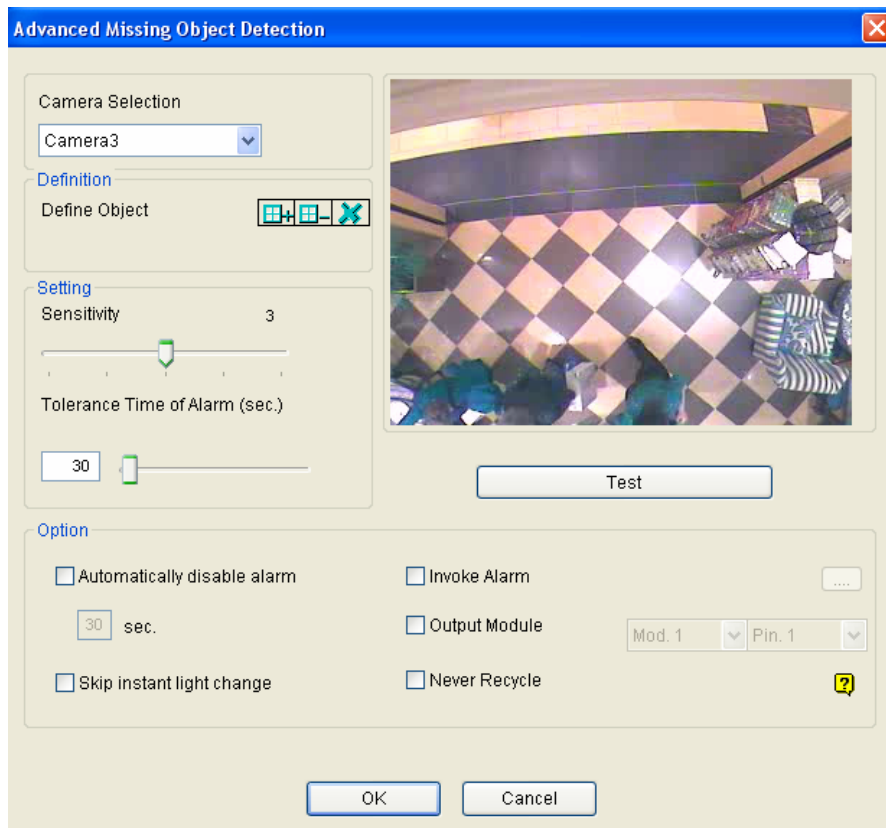 Advanced Missing Object Detection
Camera Selection
Camera3
Definition
Define Object
Setting
Sensitivity 3
Tolerance Time of Alarm (sec.)
30
Test
Option
Automatically disable alarm
30 sec.
Skip instant light change
Invoke Alarm
....
Output Module
Mod. 1
Pin. 1
Never Recycle
?
OK
Cancel